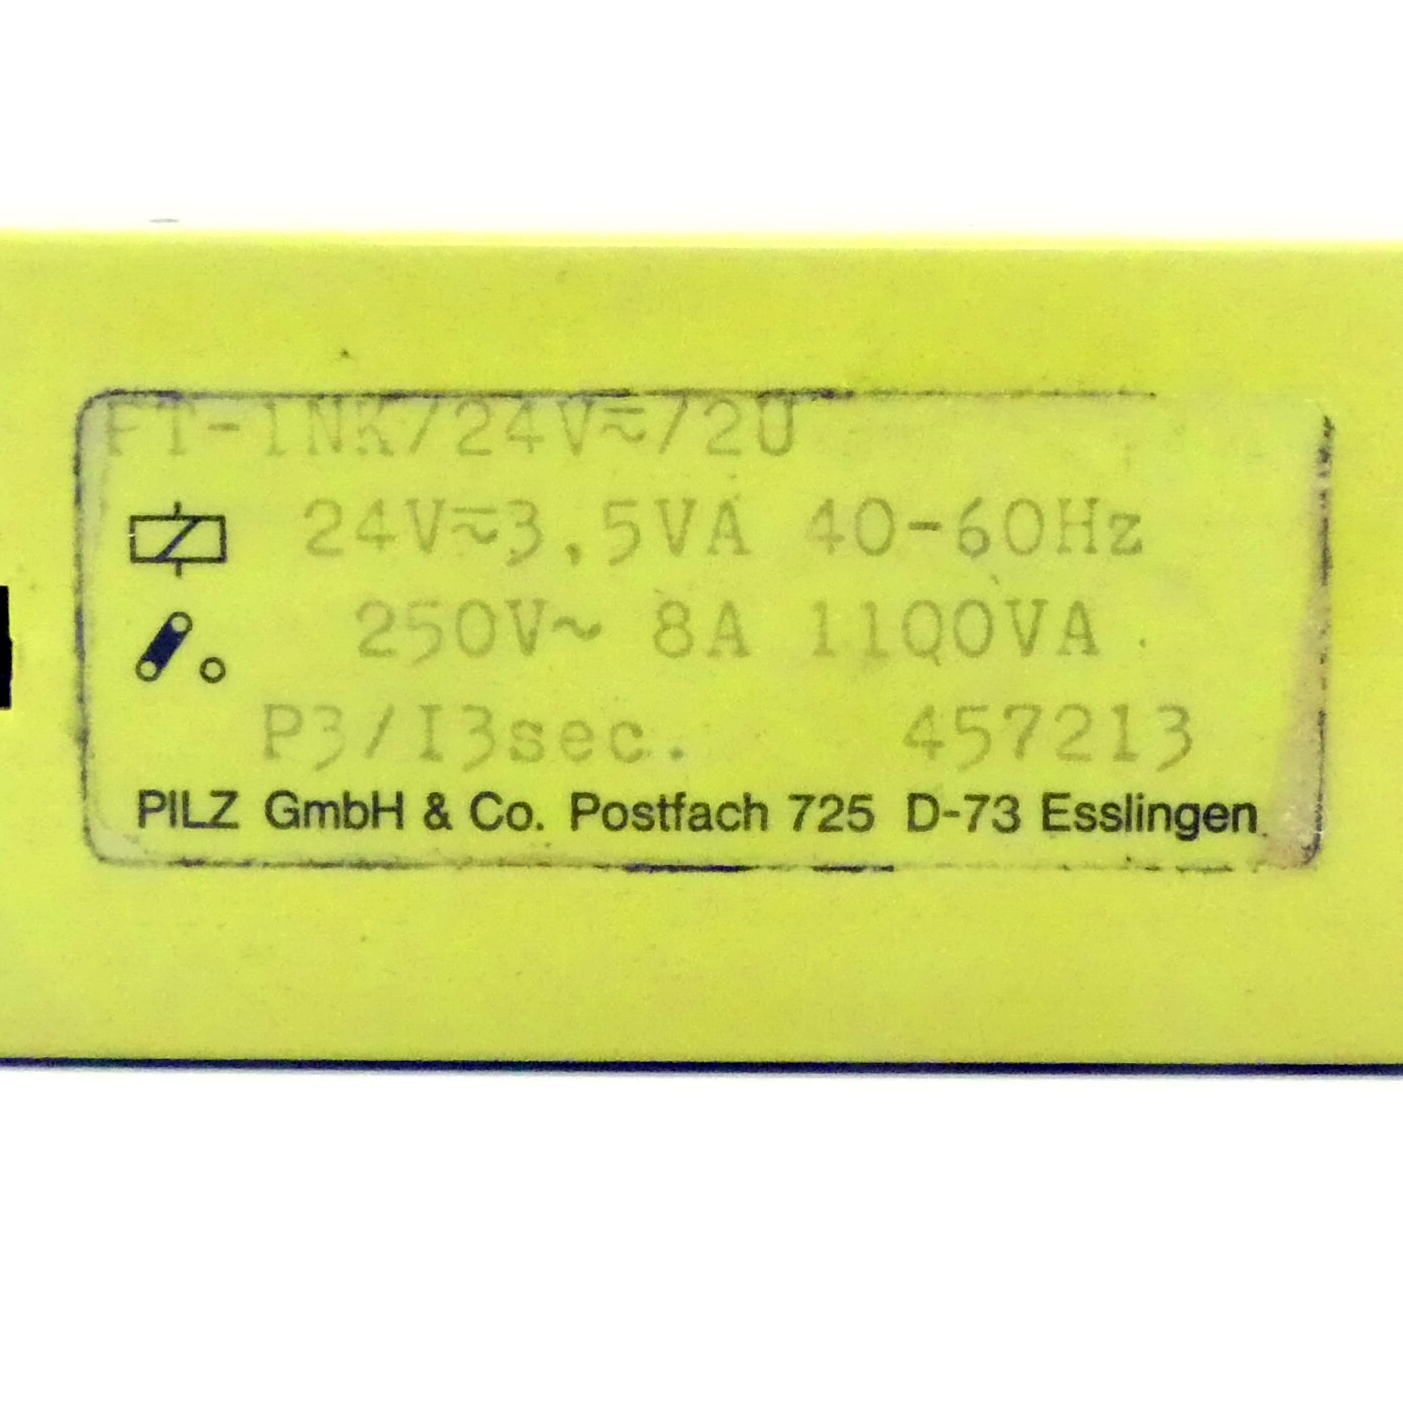 FT-1NK/24V≂/2U
24V≂3.5VA 40-60Hz
250V~ 8A 1100VA
P3/I3sec. 457213
PILZ GmbH & Co. Postfach 725 D-73 Esslingen